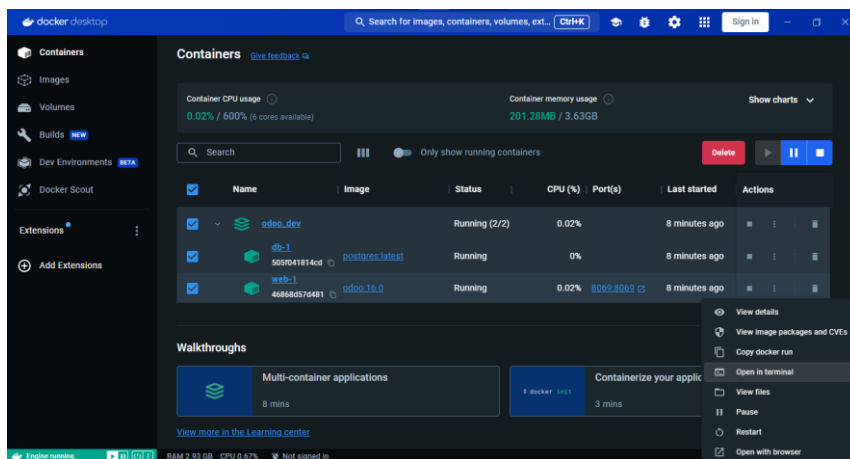 docker desktop
Search for images, containers, volumes, ext... Ctrl+K
Sign in
Containers
Images
Volumes
Builds NEW
Dev Environments BETA
Docker Scout
Extensions
Add Extensions
Containers Give feedback
Container CPU usage
0.02% / 600% (6 cores available)
Container memory usage
201.28MB / 3.63GB
Show charts
Search
Only show running containers
Delete
Name Image Status CPU (%) Port(s) Last started Actions
odoo_dev Running (2/2) 0.02% 8 minutes ago
db-1
505f041814cd postgres:latest Running 0% 8 minutes ago
web-1
46868d57d481 odoo:16.0 Running 0.02% 8069:8069 8 minutes ago
View details
View image packages and CVEs
Copy docker run
Open in terminal
View files
Pause
Restart
Open with browser
Walkthroughs
Multi-container applications
8 mins
$ docker init
Containerize your applic
3 mins
View more in the Learning center
Engine running
RAM 2.93 GB CPU 0.67% Not signed in